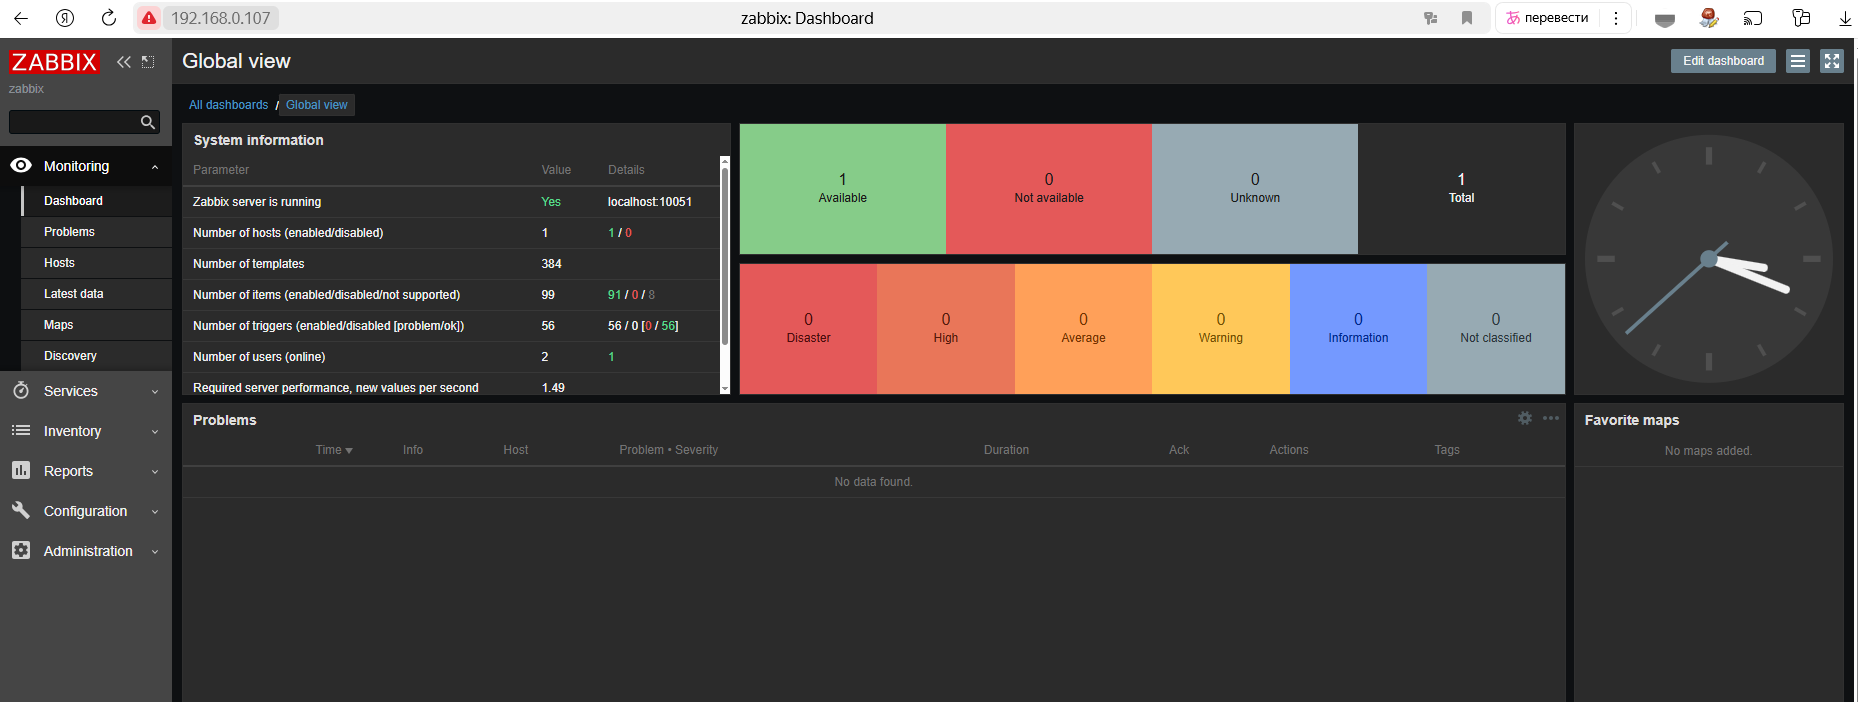 192.168.0.107
zabbix: Dashboard
あ перевести
ZABBIX
zabbix
Monitoring
Dashboard
Problems
Hosts
Latest data
Maps
Discovery
Services
Inventory
Reports
Configuration
Administration
Global view
Edit dashboard
All dashboards / Global view
System information
Parameter Value Details
Zabbix server is running Yes localhost:10051
Number of hosts (enabled/disabled) 1 1 / 0
Number of templates 384
Number of items (enabled/disabled/not supported) 99 91 / 0 / 8
Number of triggers (enabled/disabled [problem/ok]) 56 56 / 0 [0 / 56]
Number of users (online) 2 1
Required server performance, new values per second 1.49
1 0 0 1
Available Not available Unknown Total
0 0 0 0 0 0
Disaster High Average Warning Information Not classified
Problems
Time Info Host Problem • Severity Duration Ack Actions Tags
No data found.
Favorite maps
No maps added.